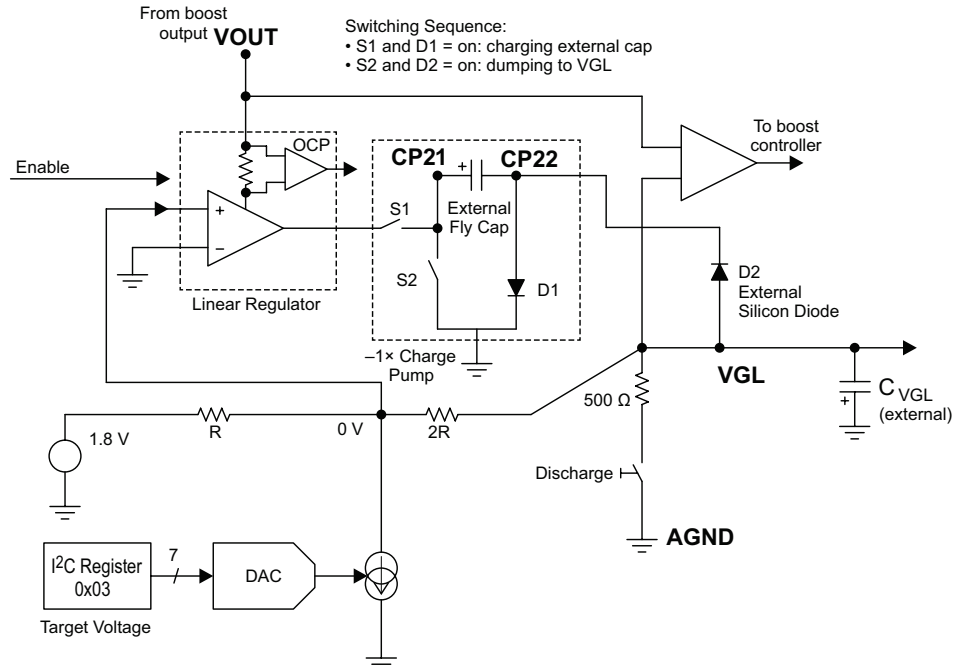 From boost
output VOUT
Switching Sequence:
• S1 and D1 = on: charging external cap
• S2 and D2 = on: dumping to VGL
OCP
Enable
CP21
CP22
To boost
controller
+
External
Fly Cap
S1
+
–
S2
D1
D2
External
Silicon Diode
Linear Regulator
–1× Charge
Pump
VGL
500 Ω
C VGL
(external)
+
R
0 V
2R
1.8 V
Discharge
AGND
I2C Register
0x03
7
DAC
Target Voltage